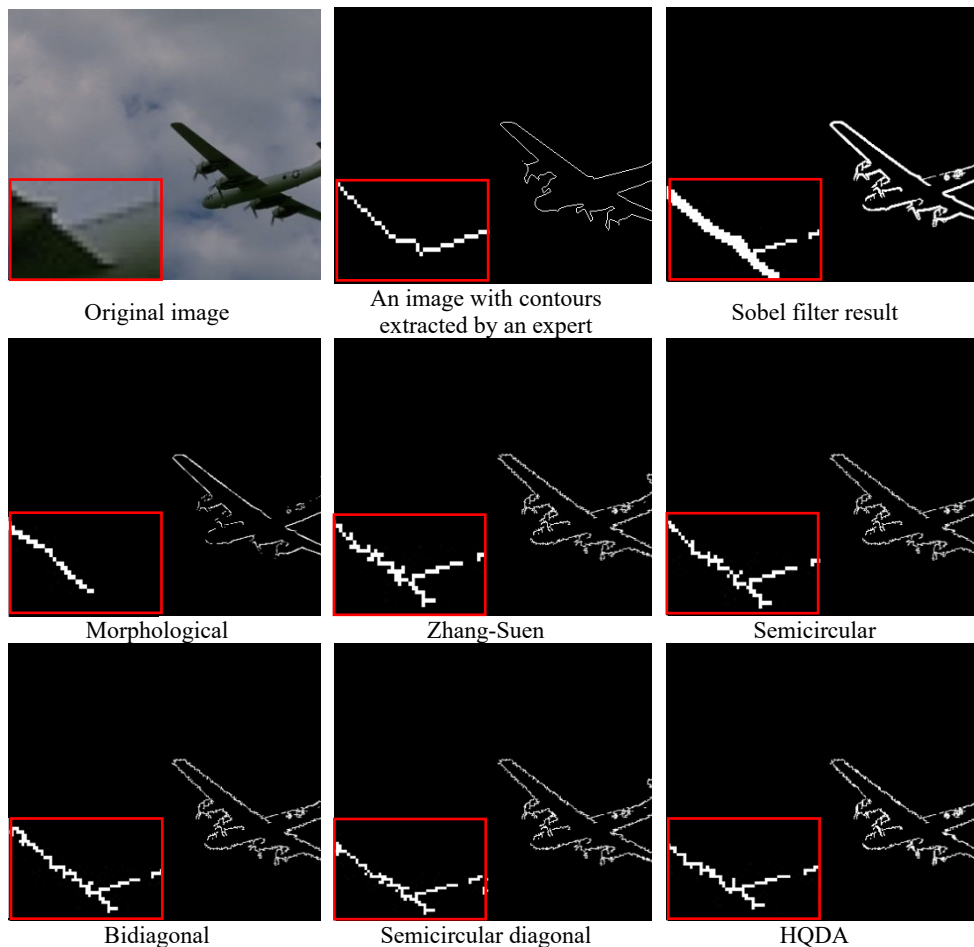 Original image
An image with contours
extracted by an expert
Sobel filter result
Morphological
Zhang-Suen
Semicircular
Bidiagonal
Semicircular diagonal
HQDA